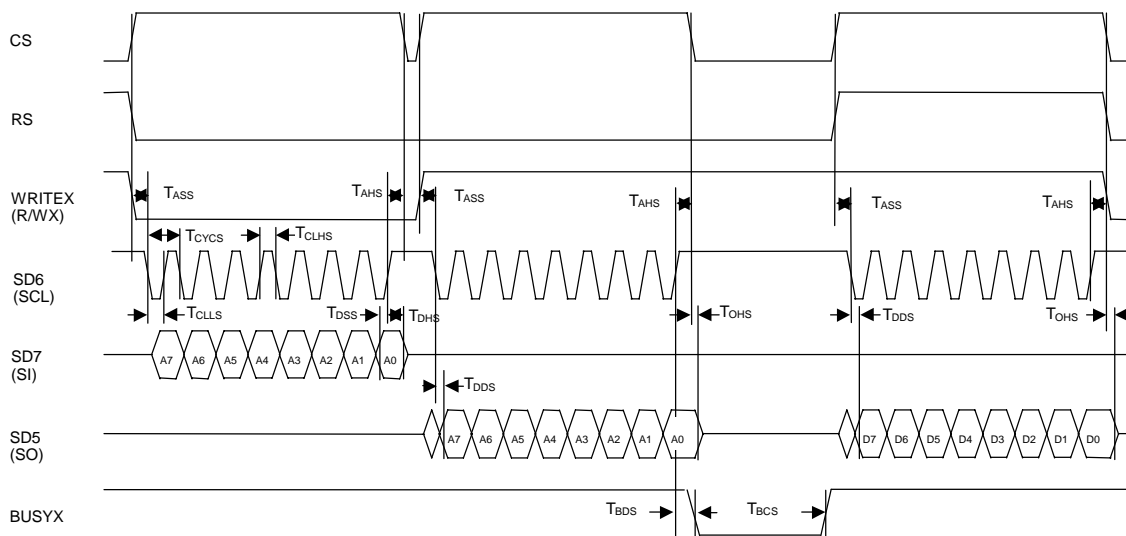 CS
RS
WRITEX
(R/WX)
TASS TAHS TASS TAHS TASS TAHS
TCYCS TCLHS
SD6
(SCL)
TCLLS TDSS TDHS TOHS TDDS TOHS
SD7
(SI)
A7 A6 A5 A4 A3 A2 A1 A0
TDDS
SD5
(SO)
A7 A6 A5 A4 A3 A2 A1 A0 D7 D6 D5 D4 D3 D2 D1 D0
TBDS TBCS
BUSYX